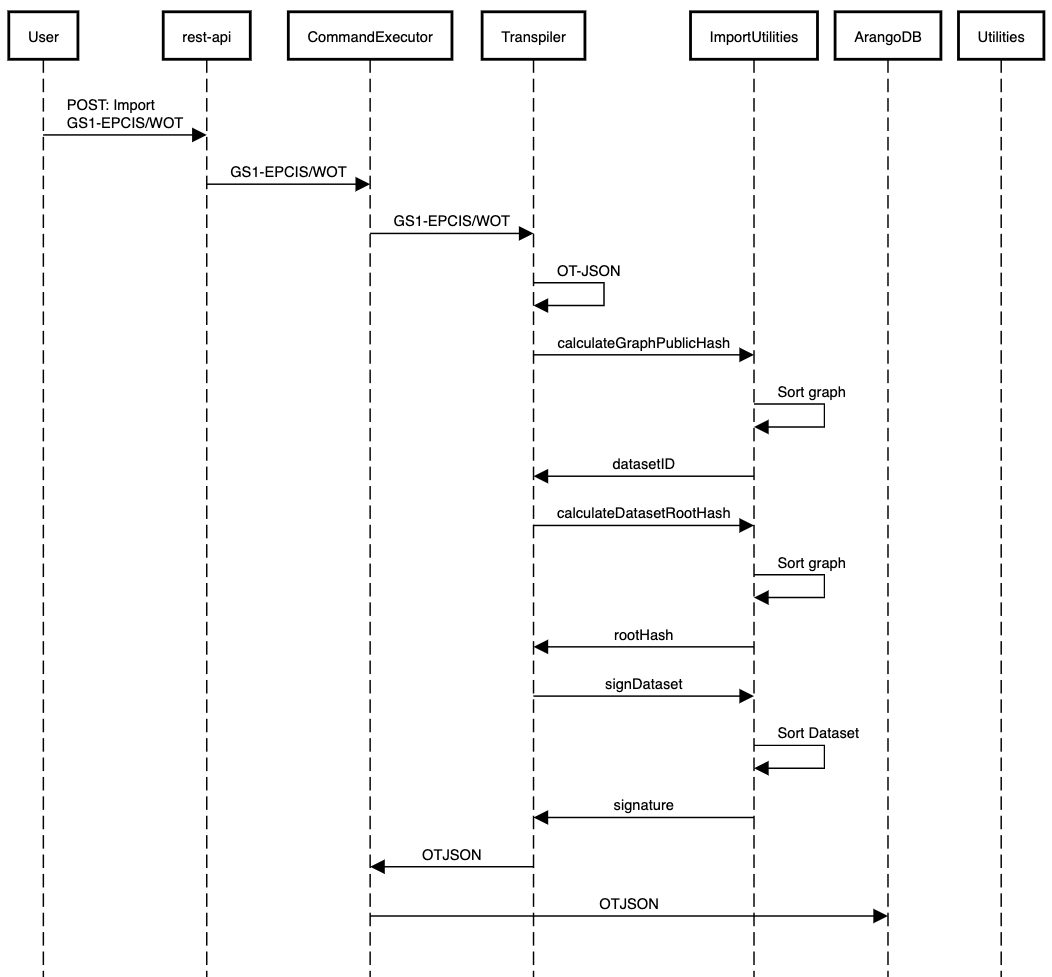 User
rest-api
CommandExecutor
Transpiler
ImportUtilities
ArangoDB
Utilities
POST: Import
GS1-EPCIS/WOT
GS1-EPCIS/WOT
GS1-EPCIS/WOT
OT-JSON
calculateGraphPublicHash
Sort graph
datasetID
calculateDatasetRootHash
Sort graph
rootHash
signDataset
Sort Dataset
signature
OTJSON
OTJSON